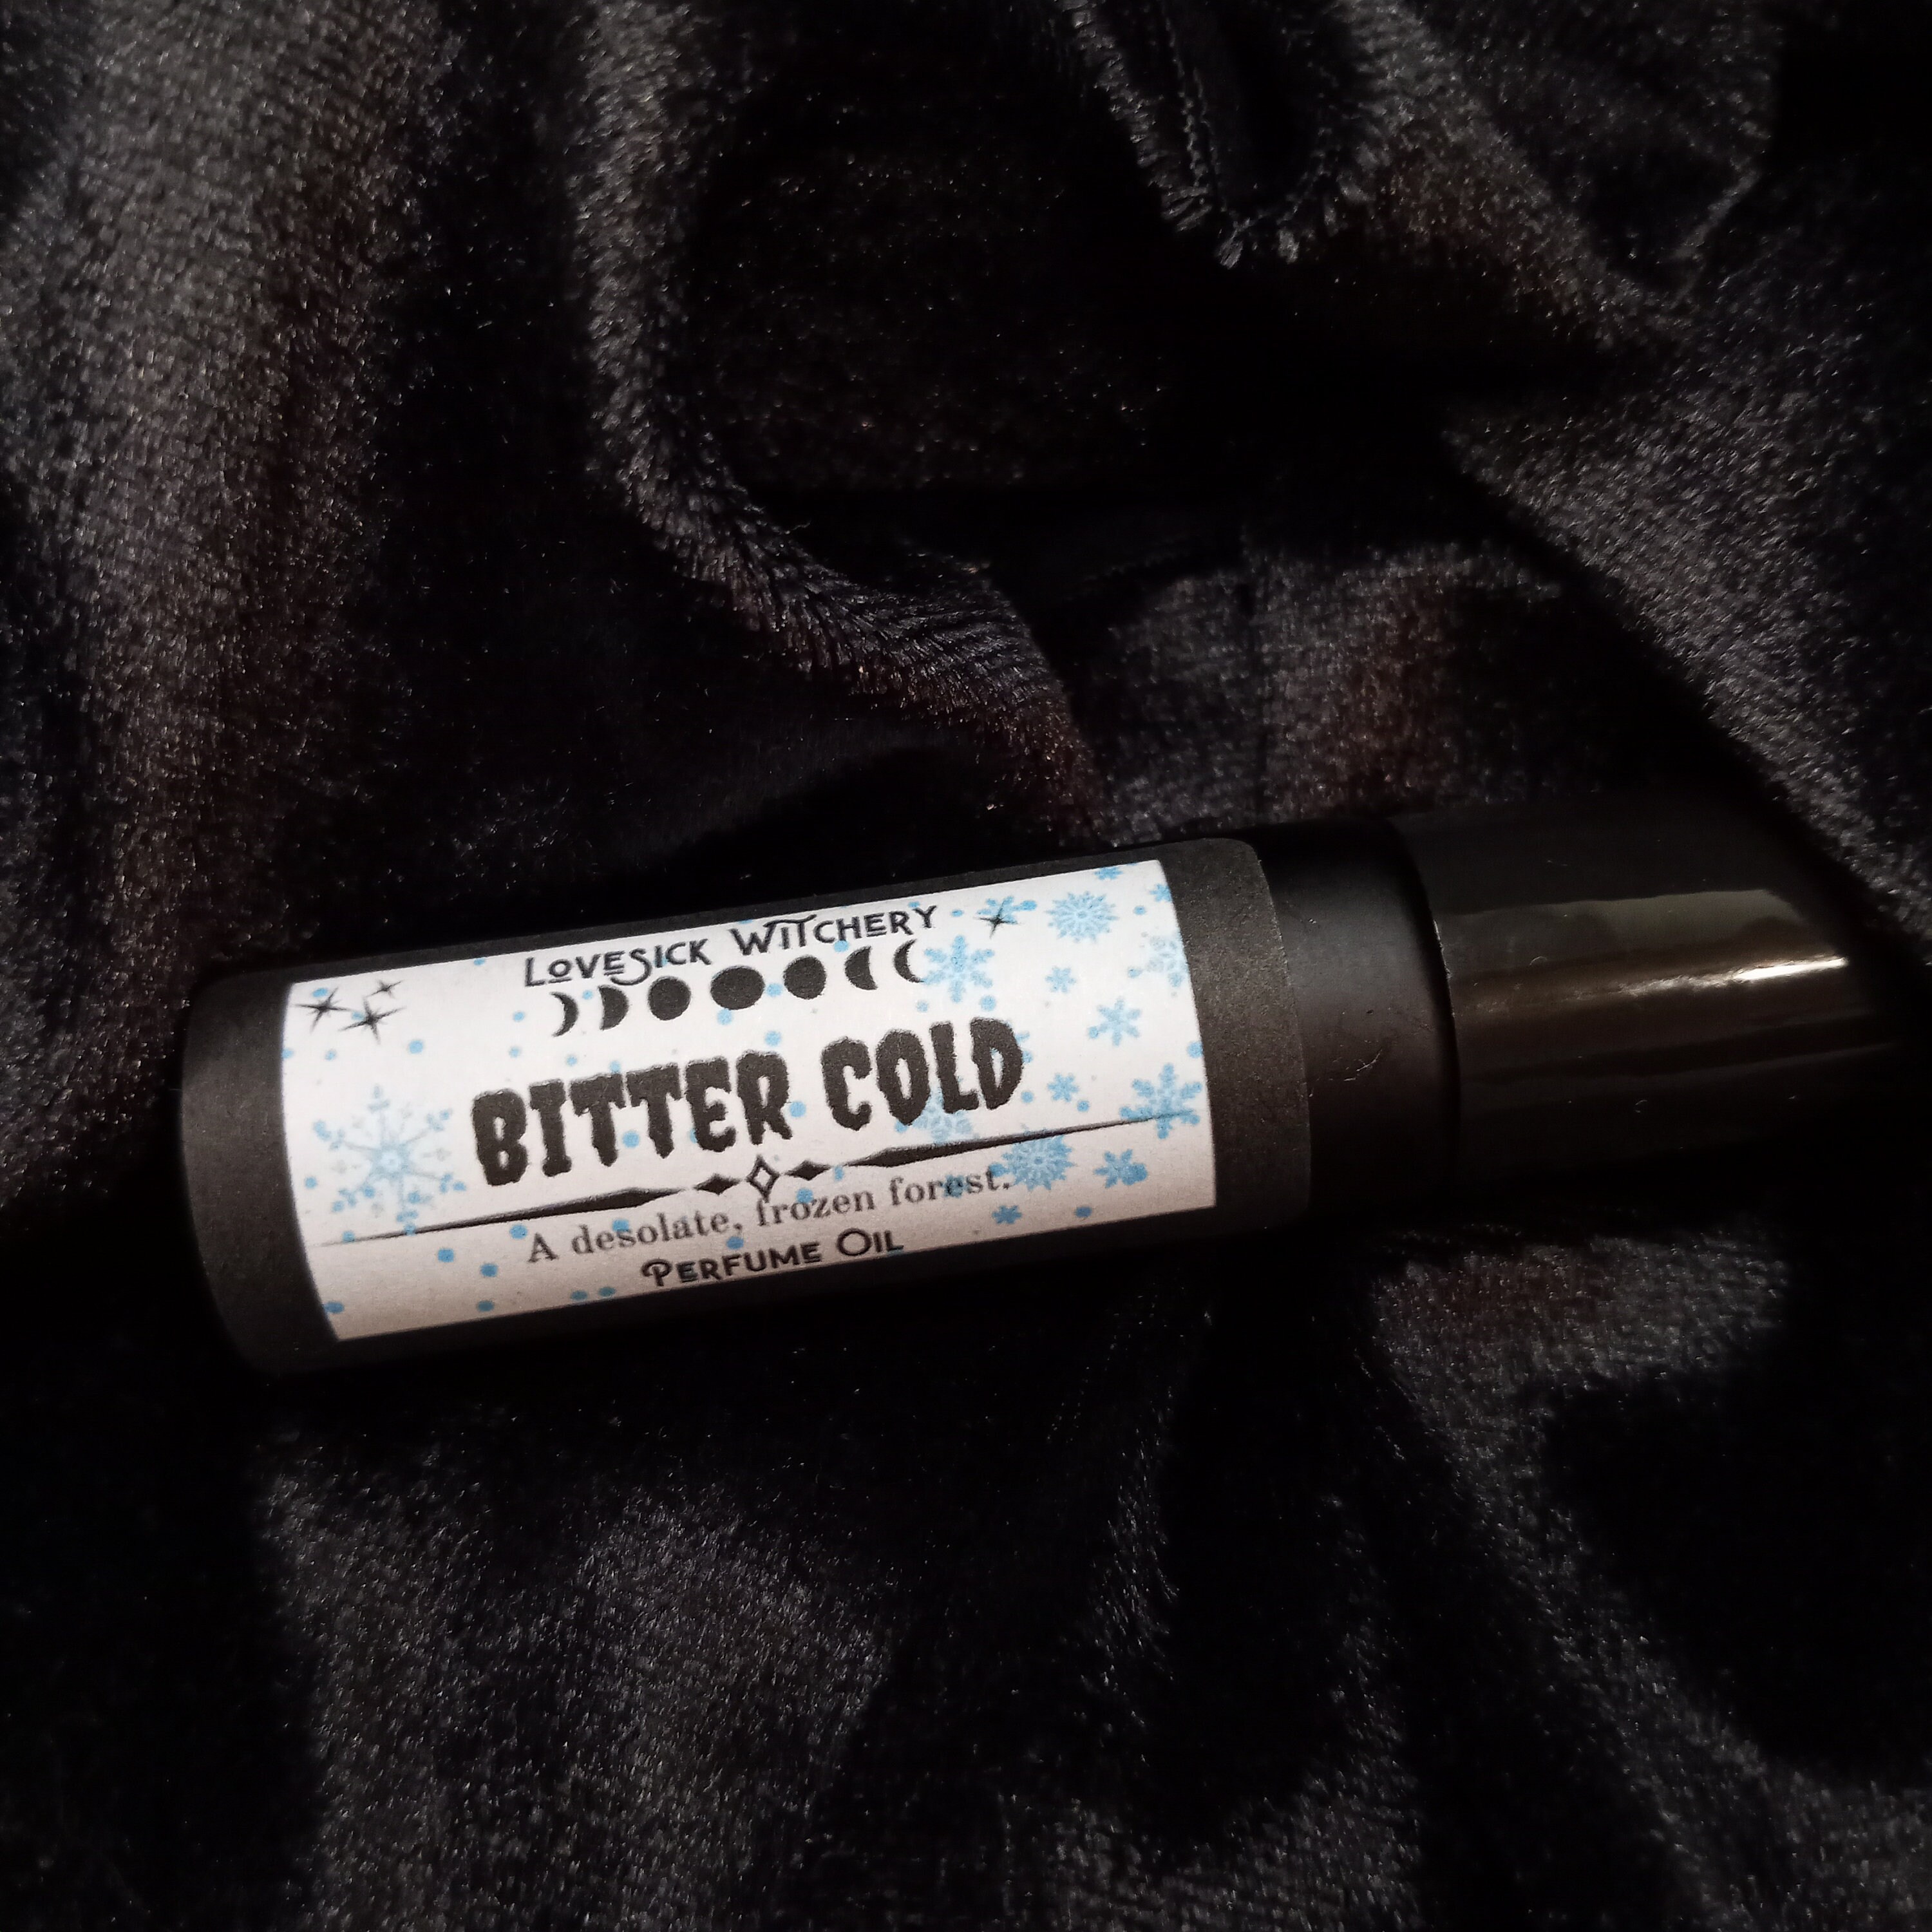 Lovesick Witchery
BITTER COLD
A desolate, frozen forest.
Perfume Oil